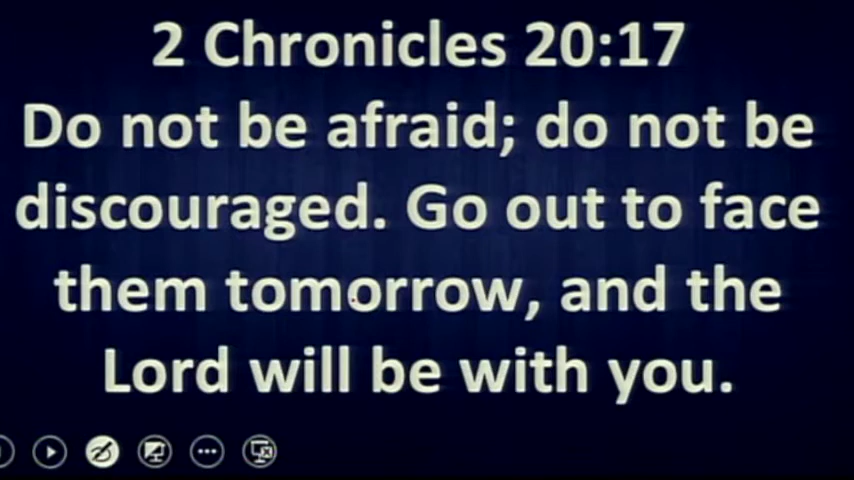 2 Chronicles 20:17
Do not be afraid; do not be
discouraged. Go out to face
them tomorrow, and the
Lord will be with you.